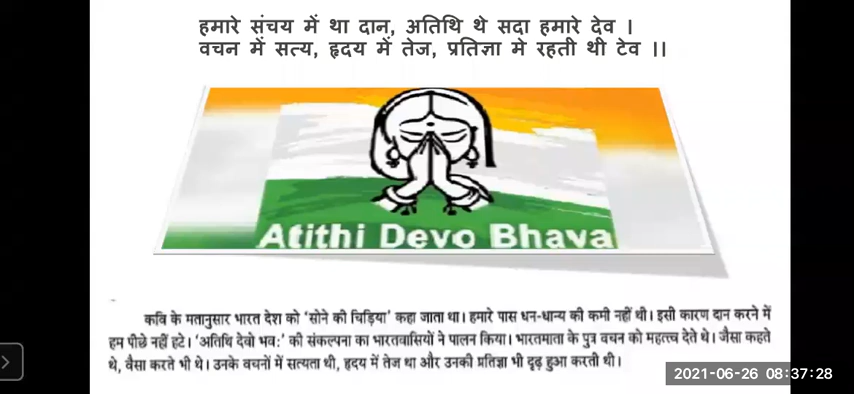 हमारे संचय में था दान, अतिथि थे सदा हमारे देव ।
वचन में सत्य, हृदय में तेज, प्रतिज्ञा मे रहती थी टेव ।।
Atithi Devo Bhava
कवि के मतानुसार भारत देश को ‘सोने की चिड़िया’ कहा जाता था। हमारे पास धन-धान्य की कमी नहीं थी। इसी कारण दान करने में
हम पीछे नहीं हटे। ‘अतिथि देवो भव:’ की संकल्पना का भारतवासियों ने पालन किया। भारतमाता के पुत्र वचन को महत्त्व देते थे। जैसा कहते
थे, वैसा करते भी थे। उनके वचनों में सत्यता थी, हृदय में तेज था और उनकी प्रतिज्ञा भी दृढ़ हुआ करती थी।
2021-06-26 08:37:28